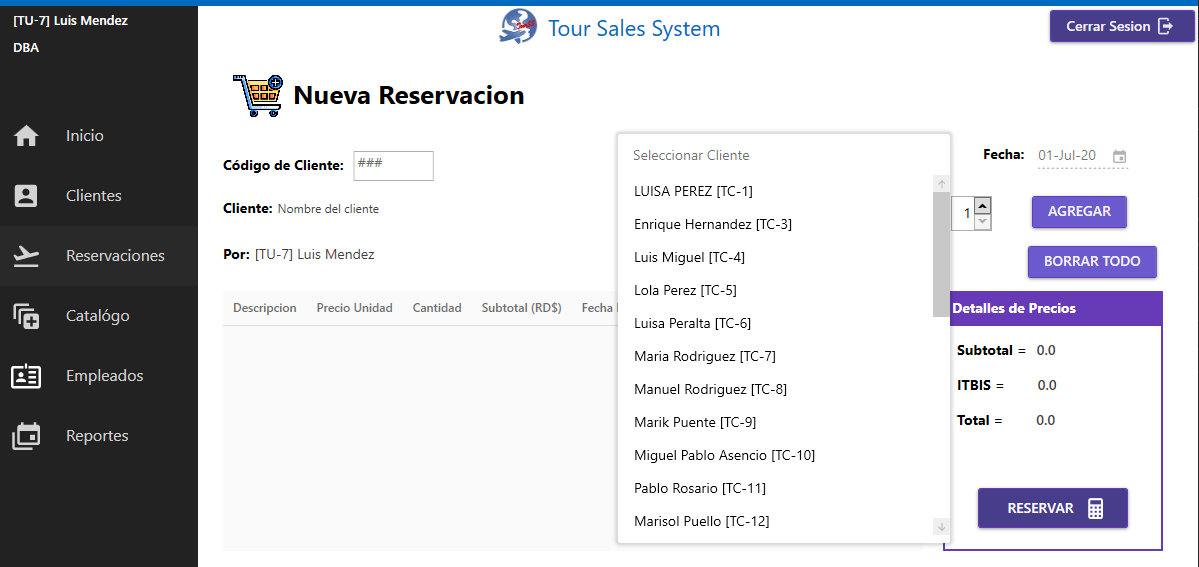 [TU-7] Luis Mendez
DBA
Inicio
Clientes
Reservaciones
Catalógo
Empleados
Reportes
Tour Sales System
Cerrar Sesion
Nueva Reservacion
Código de Cliente: ###
Cliente: Nombre del cliente
Por: [TU-7] Luis Mendez
Descripcion Precio Unidad Cantidad Subtotal (RD$) Fecha
Seleccionar Cliente
LUISA PEREZ [TC-1]
Enrique Hernandez [TC-3]
Luis Miguel [TC-4]
Lola Perez [TC-5]
Luisa Peralta [TC-6]
Maria Rodriguez [TC-7]
Manuel Rodriguez [TC-8]
Marik Puente [TC-9]
Miguel Pablo Asencio [TC-10]
Pablo Rosario [TC-11]
Marisol Puello [TC-12]
Fecha: 01-Jul-20
1
AGREGAR
BORRAR TODO
Detalles de Precios
Subtotal = 0.0
ITBIS = 0.0
Total = 0.0
RESERVAR